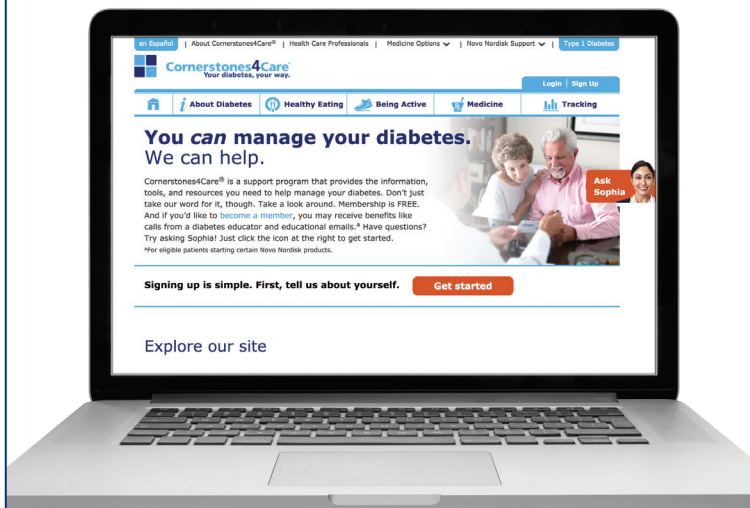 en Español | About Cornerstones4Care® | Health Care Professionals | Medicine Options | Novo Nordisk Support | Type 1 Diabetes
Cornerstones4Care®
Your diabetes, your way.
Login | Sign Up
About Diabetes Healthy Eating Being Active Medicine Tracking
You can manage your diabetes.
We can help.
Cornerstones4Care® is a support program that provides the information,
tools, and resources you need to help manage your diabetes. Don't just
take our word for it, though. Take a look around. Membership is FREE.
And if you'd like to become a member, you may receive benefits like
calls from a diabetes educator and educational emails.ª Have questions?
Try asking Sophia! Just click the icon at the right to get started.
ªFor eligible patients starting certain Novo Nordisk products.
Ask
Sophia
Signing up is simple. First, tell us about yourself. Get started
Explore our site